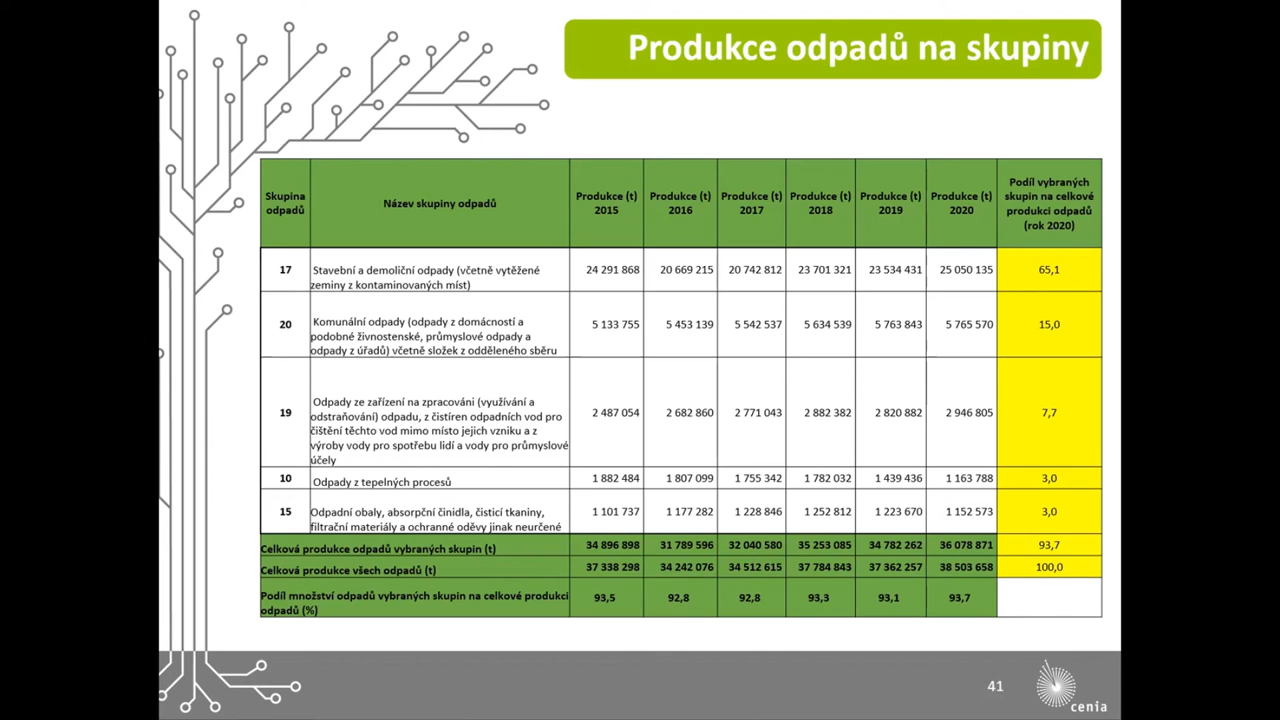 Produkce odpadů na skupiny
Skupina odpadů
Název skupiny odpadů
Produkce (t) 2015
Produkce (t) 2016
Produkce (t) 2017
Produkce (t) 2018
Produkce (t) 2019
Produkce (t) 2020
Podíl vybraných
skupin na celkové
produkci odpadů
(rok 2020)
17
Stavební a demoliční odpady (včetně vytěžené
zeminy z kontaminovaných míst)
24 291 868 20 669 215 20 742 812 23 701 321 23 534 431 25 050 135 65,1
20
Komunální odpady (odpady z domácností a
podobné živnostenské, průmyslové odpady a
odpady z úřadů) včetně složek z odděleného sběru
5 133 755 5 453 139 5 542 537 5 634 539 5 763 843 5 765 570 15,0
19
Odpady ze zařízení na zpracováni (využívání a
odstraňování) odpadu, z čistíren odpadních vod pro
čištění těchto vod mimo místo jejich vzniku a z
výroby vody pro spotřebu lidí a vody pro průmyslové
účely
2 487 054 2 682 860 2 771 043 2 882 382 2 820 882 2 946 805 7,7
10 Odpady z tepelných procesů 1 882 484 1 807 099 1 755 342 1 782 032 1 439 436 1 163 788 3,0
15
Odpadní obaly, absorpční činidla, čisticí tkaniny,
filtrační materiály a ochranné oděvy jinak neurčené
1 101 737 1 177 282 1 228 846 1 252 812 1 223 670 1 152 573 3,0
Celková produkce odpadů vybraných skupin (t) 34 896 898 31 789 596 32 040 580 35 253 085 34 782 262 36 078 871 93,7
Celková produkce všech odpadů (t) 37 338 298 34 242 076 34 512 615 37 784 843 37 362 257 38 503 658 100,0
Podíl množství odpadů vybraných skupin na celkové produkci
odpadů (%)
93,5 92,8 92,8 93,3 93,1 93,7
41
cenia